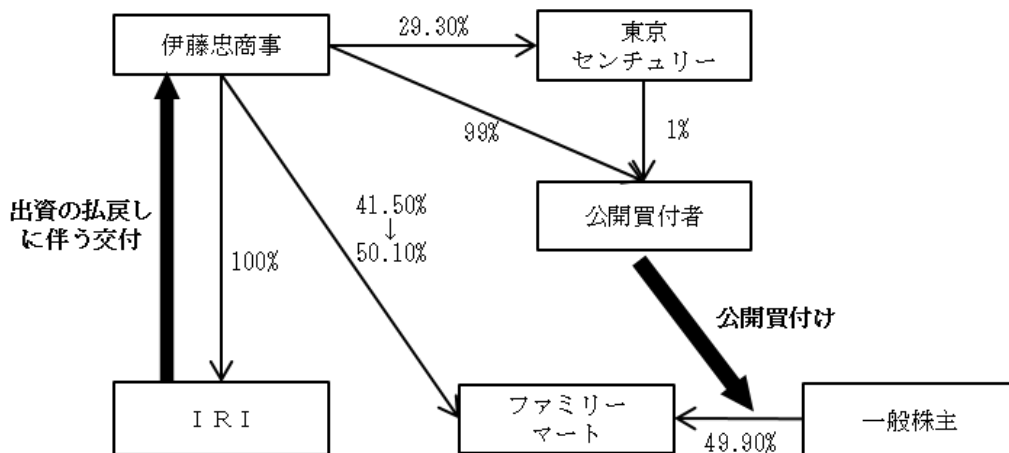 伊藤忠商事
29.30%
東京
センチュリー
99%
1%
公開買付者
出資の払戻し
に伴う交付
100%
41.50%
↓
50.10%
公開買付け
ＩＲＩ
ファミリー
マート
49.90%
一般株主